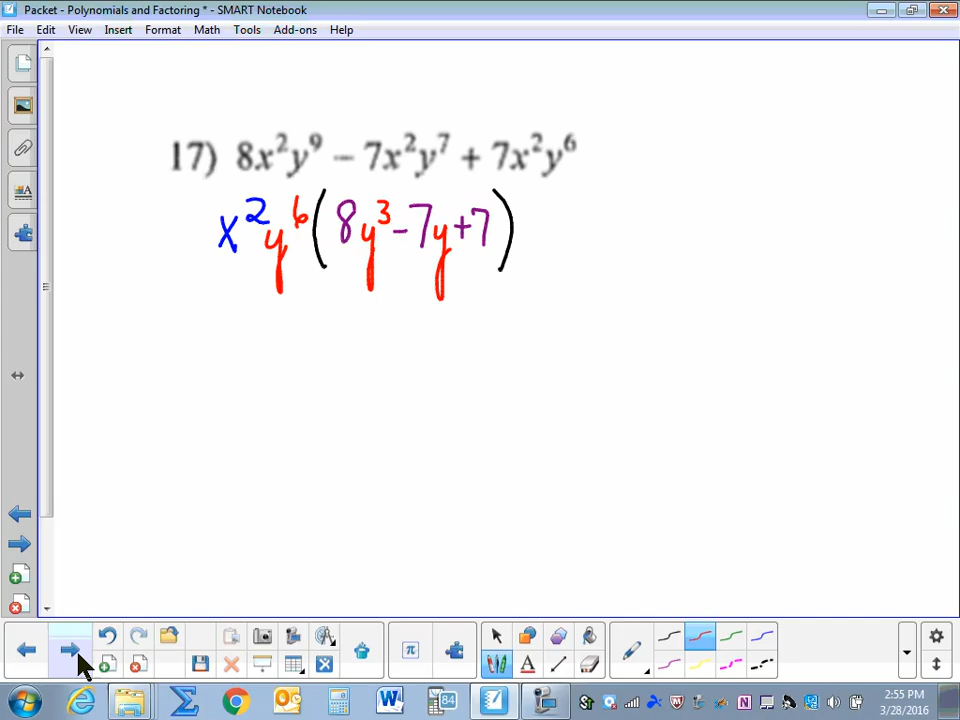 Packet - Polynomials and Factoring * - SMART Notebook
File Edit View Insert Format Math Tools Add-ons Help
17) 8x²y⁹ – 7x²y⁷ + 7x²y⁶
x²y⁶(8y³-7y+7)
2:55 PM
3/28/2016